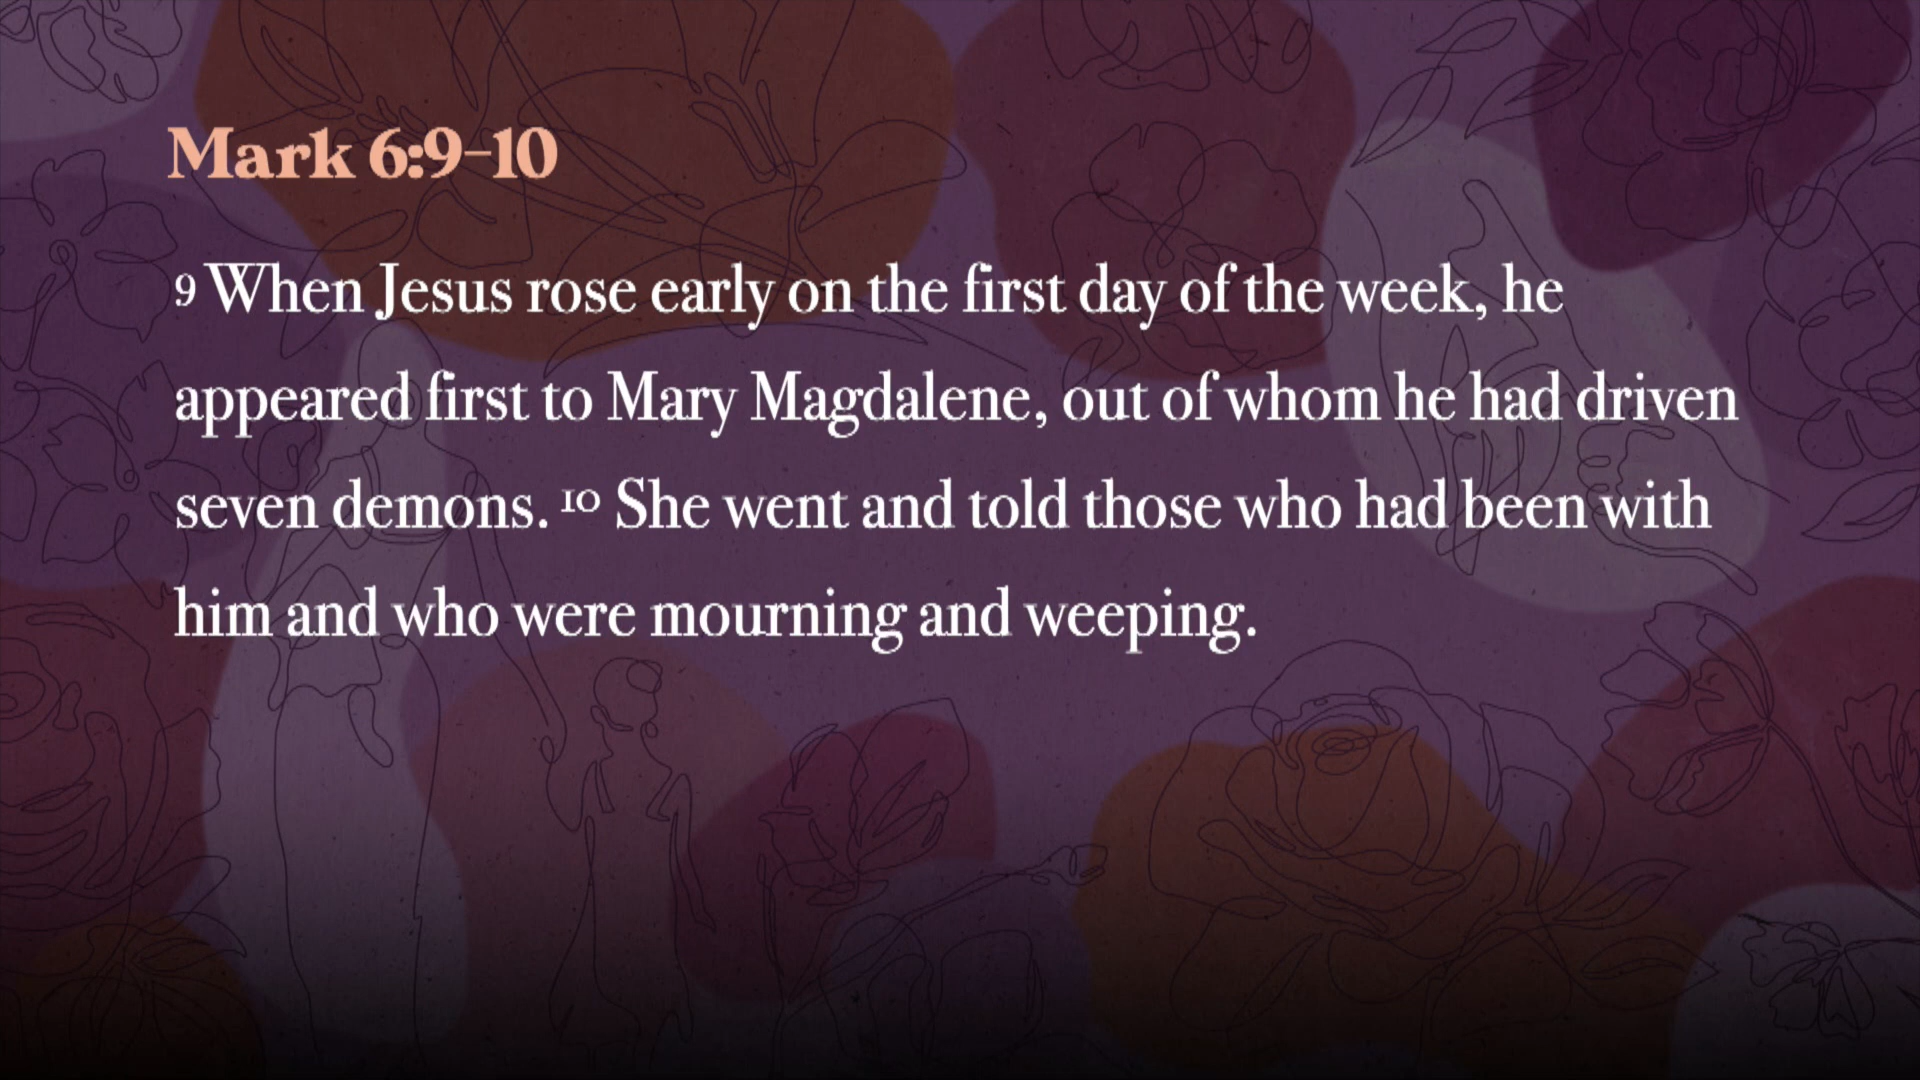 Mark 6:9–10
9 When Jesus rose early on the first day of the week, he
appeared first to Mary Magdalene, out of whom he had driven
seven demons. 10 She went and told those who had been with
him and who were mourning and weeping.